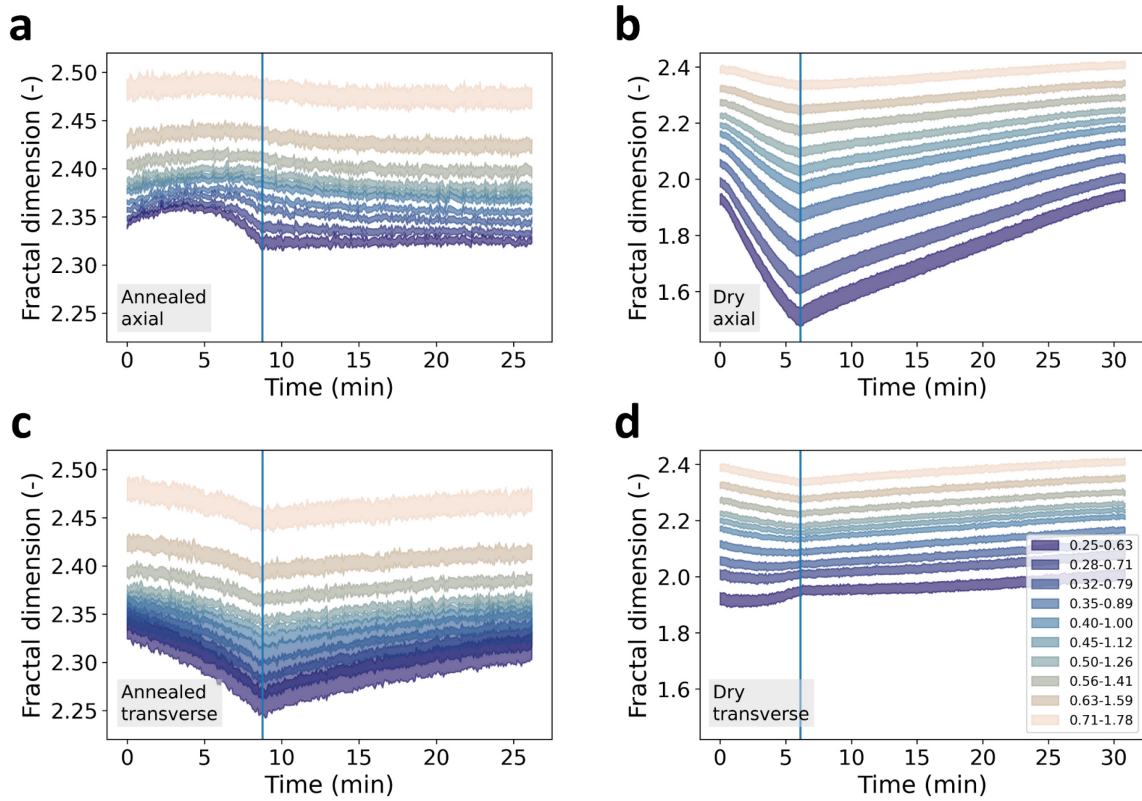 a
Fractal dimension (-)
2.50
2.45
2.40
2.35
2.30
2.25
Annealed
axial
0 5 10 15 20 25
Time (min)
b
Fractal dimension (-)
2.4
2.2
2.0
1.8
1.6
Dry
axial
0 5 10 15 20 25 30
Time (min)
c
Fractal dimension (-)
2.50
2.45
2.40
2.35
2.30
2.25
Annealed
transverse
0 5 10 15 20 25
Time (min)
d
Fractal dimension (-)
2.4
2.2
2.0
1.8
1.6
Dry
transverse
0.25-0.63
0.28-0.71
0.32-0.79
0.35-0.89
0.40-1.00
0.45-1.12
0.50-1.26
0.56-1.41
0.63-1.59
0.71-1.78
0 5 10 15 20 25 30
Time (min)